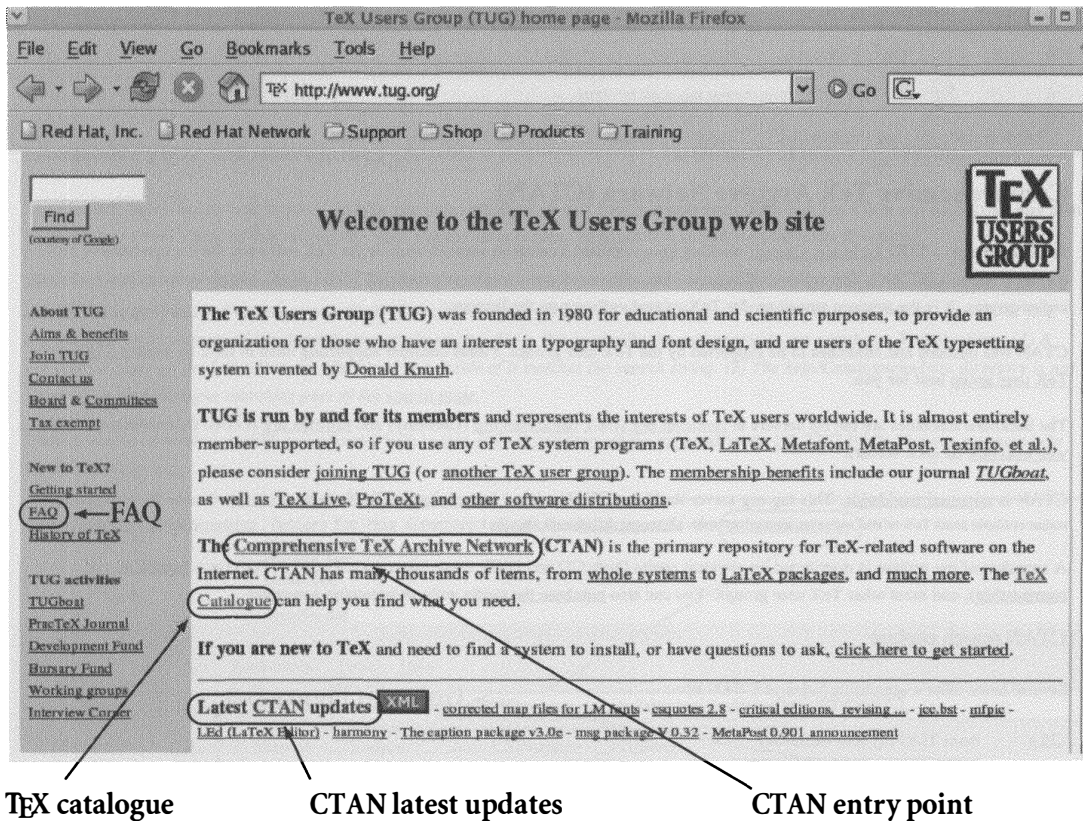 TeX Users Group (TUG) home page - Mozilla Firefox
File Edit View Go Bookmarks Tools Help
TEX http://www.tug.org/ Go G
Red Hat, Inc. Red Hat Network Support Shop Products Training
Find
(courtesy of Google)
Welcome to the TeX Users Group web site
TEX
USERS
GROUP
About TUG
Aims & benefits
Join TUG
Contact us
Board & Committees
Tax exempt
New to TeX?
Getting started
FAQ FAQ
History of TeX
TUG activities
TUGboat
PracTeX Journal
Development Fund
Bursary Fund
Working groups
Interview Corner
The TeX Users Group (TUG) was founded in 1980 for educational and scientific purposes, to provide an
organization for those who have an interest in typography and font design, and are users of the TeX typesetting
system invented by Donald Knuth.
TUG is run by and for its members and represents the interests of TeX users worldwide. It is almost entirely
member-supported, so if you use any of TeX system programs (TeX, LaTeX, Metafont, MetaPost, Texinfo, et al.),
please consider joining TUG (or another TeX user group). The membership benefits include our journal TUGboat,
as well as TeX Live, ProTeXt, and other software distributions.
The Comprehensive TeX Archive Network (CTAN) is the primary repository for TeX-related software on the
Internet. CTAN has many thousands of items, from whole systems to LaTeX packages, and much more. The TeX
Catalogue can help you find what you need.
If you are new to TeX and need to find a system to install, or have questions to ask, click here to get started.
Latest CTAN updates XML - corrected map files for LM fonts - csquotes 2.8 - critical editions, revising ... - jcc.bst - mfpic -
LEd (LaTeX Editor) - harmony - The caption package v3.0e - msg package V 0.32 - MetaPost 0.901 announcement
TEX catalogue CTAN latest updates CTAN entry point